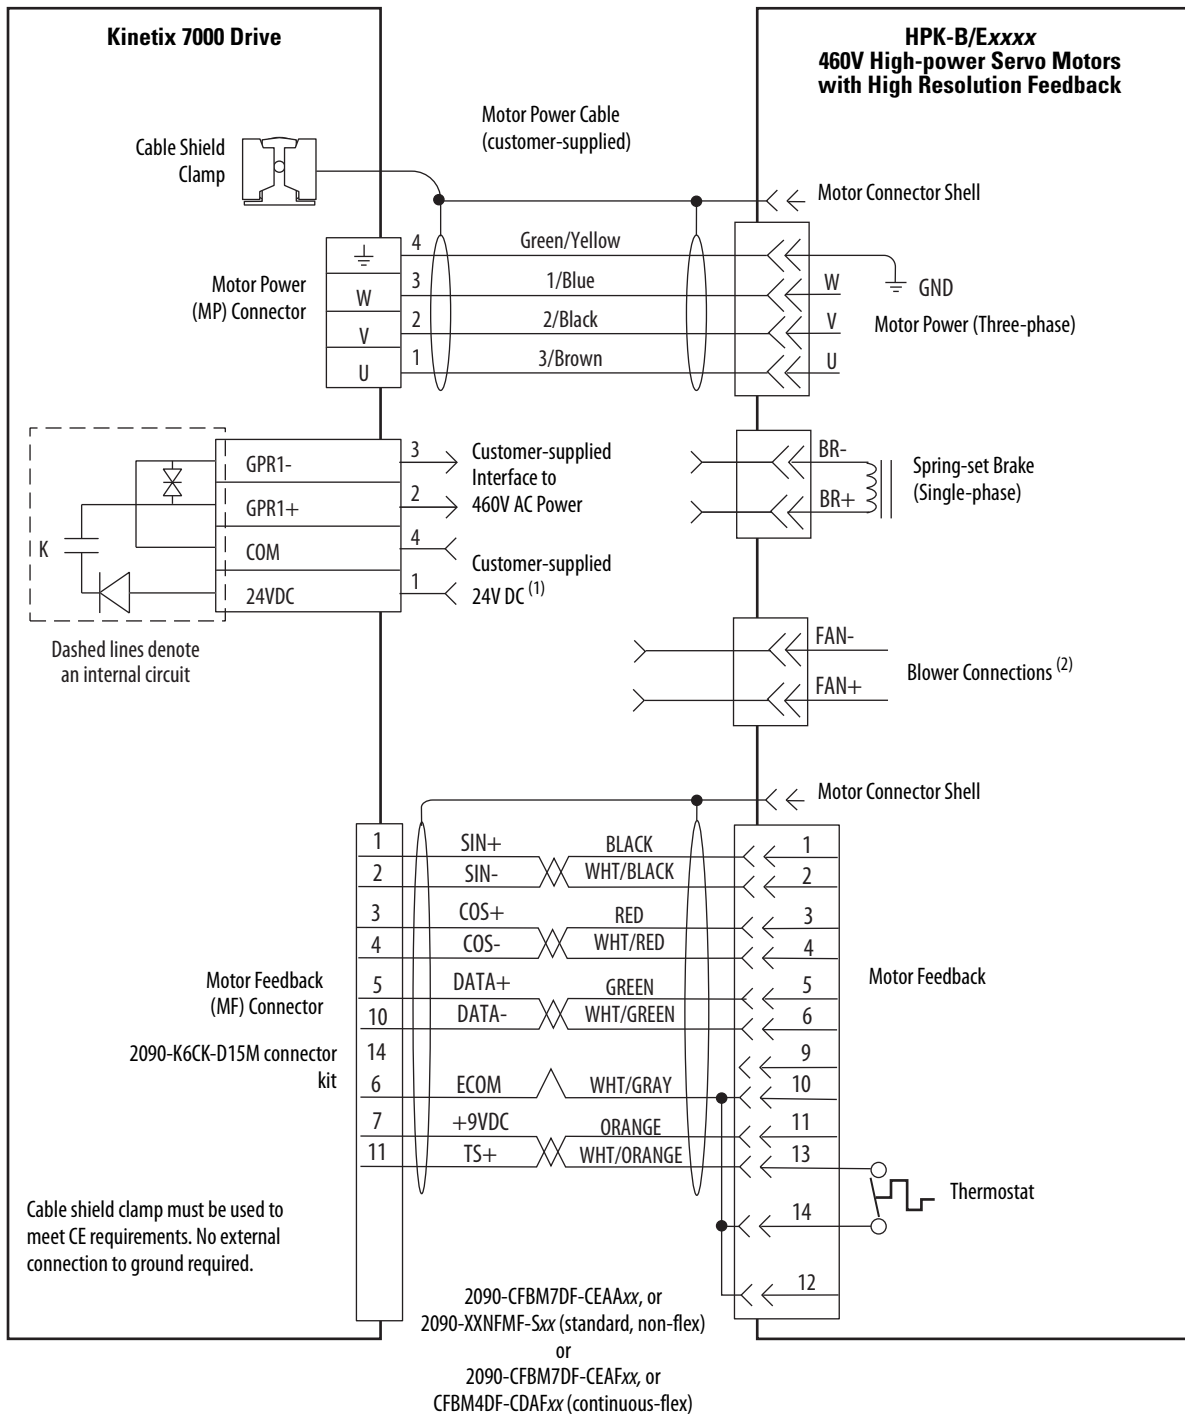 Kinetix 7000 Drive
HPK-B/Exxxx
460V High-power Servo Motors
with High Resolution Feedback
Motor Power Cable
(customer-supplied)
Cable Shield
Clamp
Motor Connector Shell
Motor Power
(MP) Connector
4 Green/Yellow
W 3 1/Blue W
V 2 2/Black V
U 1 3/Brown U
GND
Motor Power (Three-phase)
GPR1- 3
GPR1+ 2
COM 4
24VDC 1
K
Customer-supplied
Interface to
460V AC Power
Customer-supplied
24V DC (1)
Dashed lines denote
an internal circuit
BR-
BR+
Spring-set Brake
(Single-phase)
FAN-
FAN+
Blower Connections (2)
Motor Connector Shell
1 SIN+ BLACK 1
2 SIN- WHT/BLACK 2
3 COS+ RED 3
4 COS- WHT/RED 4
5 DATA+ GREEN 5
10 DATA- WHT/GREEN 6
14 9
6 ECOM WHT/GRAY 10
7 +9VDC ORANGE 11
11 TS+ WHT/ORANGE 13
14
12
Motor Feedback
(MF) Connector
2090-K6CK-D15M connector
kit
Motor Feedback
Thermostat
Cable shield clamp must be used to
meet CE requirements. No external
connection to ground required.
2090-CFBM7DF-CEAAxx, or
2090-XXNFMF-Sxx (standard, non-flex)
or
2090-CFBM7DF-CEAFxx, or
CFBM4DF-CDAFxx (continuous-flex)